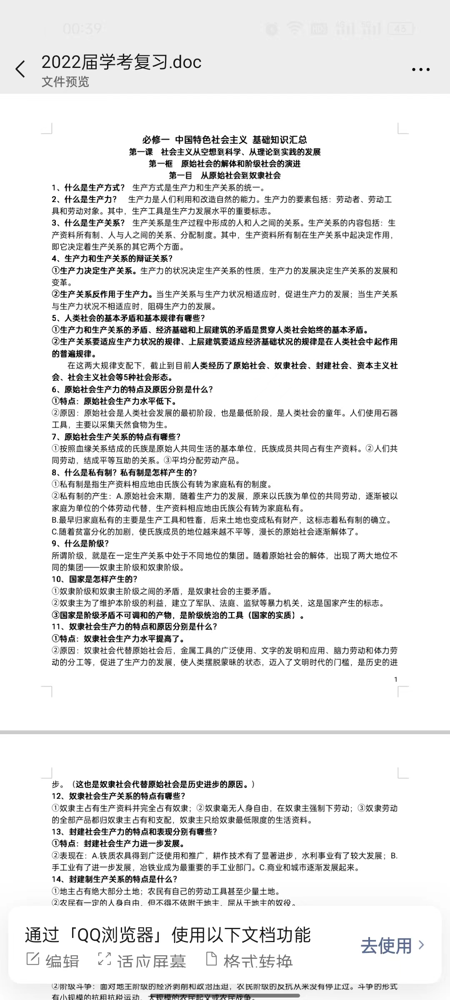 00:39
HD 4G 5G 43
2022届学考复习.doc
文件预览
必修一 中国特色社会主义 基础知识汇总
第一课 社会主义从空想到科学、从理论到实践的发展
第一框 原始社会的解体和阶级社会的演进
第一目 从原始社会到奴隶社会
1、什么是生产方式？ 生产方式是生产力和生产关系的统一。
2、什么是生产力？ 生产力是人们利用和改造自然的能力。生产力的要素包括：劳动者、劳动工
具和劳动对象。其中，生产工具是生产力发展水平的重要标志。
3、什么是生产关系？ 生产关系是生产过程中形成的人和人之间的关系。生产关系的内容包括：生
产资料所有制、人与人之间的关系、分配制度。其中，生产资料所有制在生产关系中起决定作用，
即它决定着生产关系的其它两个方面。
4、生产力和生产关系的辩证关系？
①生产力决定生产关系。生产力的状况决定生产关系的性质，生产力的发展决定生产关系的发展和
变革。
②生产关系反作用于生产力。当生产关系与生产力状况相适应时，促进生产力的发展；当生产关系
与生产力状况不相适应时，阻碍生产力的发展。
5、人类社会的基本矛盾和基本规律有哪些？
①生产力和生产关系的矛盾、经济基础和上层建筑的矛盾是贯穿人类社会始终的基本矛盾。
②生产关系要适应生产力状况的规律、上层建筑要适应经济基础状况的规律是在人类社会中起作用
的普遍规律。
在这两大规律支配下，截止到目前人类经历了原始社会、奴隶社会、封建社会、资本主义社
会、社会主义社会等5种社会形态。
6、原始社会生产力的特点及原因分别是什么？
①特点：原始社会生产力水平低下。
②原因：原始社会是人类社会发展的最初阶段，也是最低阶段，是人类社会的童年。人们使用石器
工具，主要以采集天然食物为生。
7、原始社会生产关系的特点有哪些？
①按照血缘关系结成的氏族是原始人共同生活的基本单位，氏族成员共同占有生产资料。②人们共
同劳动，结成平等互助的关系。③平均分配劳动产品。
8、什么是私有制？私有制是怎样产生的？
①私有制是指生产资料相应地由氏族公有转为家庭私有的制度。
②私有制的产生：A.原始社会末期，随着生产力的发展，原来以氏族为单位的共同劳动，逐渐被以
家庭为单位的个体劳动代替，生产资料相应地由氏族公有转为家庭私有。
B.最早归家庭私有的主要是生产工具和牲畜，后来土地也变成私有财产，这标志着私有制的确立。
C.随着贫富分化的加剧，使氏族成员的地位越来越不平等，漫长的原始社会逐渐解体了。
9、什么是阶级？
所谓阶级，就是在一定生产关系中处于不同地位的集团。随着原始社会的解体，出现了两大地位不
同的集团——奴隶主阶级和奴隶阶级。
10、国家是怎样产生的？
①奴隶阶级和奴隶主阶级之间的矛盾，是奴隶社会的主要矛盾。
②奴隶主为了维护本阶级的利益，建立了军队、法庭、监狱等暴力机关，这是国家产生的标志。
③国家是阶级矛盾不可调和的产物，是阶级统治的工具（国家的实质）。
11、奴隶社会生产力的特点和原因分别是什么？
①特点：奴隶社会生产力水平提高了。
②原因：奴隶社会代替原始社会后，金属工具的广泛使用、文字的发明和应用、脑力劳动和体力劳
动的分工等，促进了生产力的发展，使人类摆脱蒙昧的状态，迈入了文明时代的门槛，是历史的进
1
步。（这也是奴隶社会代替原始社会是历史进步的原因。）
12、奴隶社会生产关系的特点有哪些？
①奴隶主占有生产资料并完全占有奴隶；②奴隶毫无人身自由，在奴隶主强制下劳动；③奴隶劳动
的全部产品都归奴隶主占有和支配，奴隶主只给奴隶最低限度的生活资料。
13、封建社会生产力的特点和表现分别有哪些？
①特点：封建社会生产力进一步发展。
②表现在：A.铁质农具得到广泛使用和推广，耕作技术有了显著进步，水利事业有了较大发展；B.
手工业有了进一步发展，冶铁业成为最重要的手工业部门。C.商业和城市逐渐发展起来。
14、封建制生产关系的特点是什么？
①地主占有绝大部分土地；农民有自己的劳动工具甚至少量土地。
②农民有一定的人身自由，但不得不依附于地主，屈从于地主的奴役。
通过「QQ浏览器」使用以下文档功能
去使用
编辑 适应屏幕 格式转换
②阶级斗争：面对地主阶级的经济剥削和政治压迫，农民阶级的反抗从来没有停止过。斗争的形式
有小规模的抗租抗税运动、大规模的农民起义或农民战争。